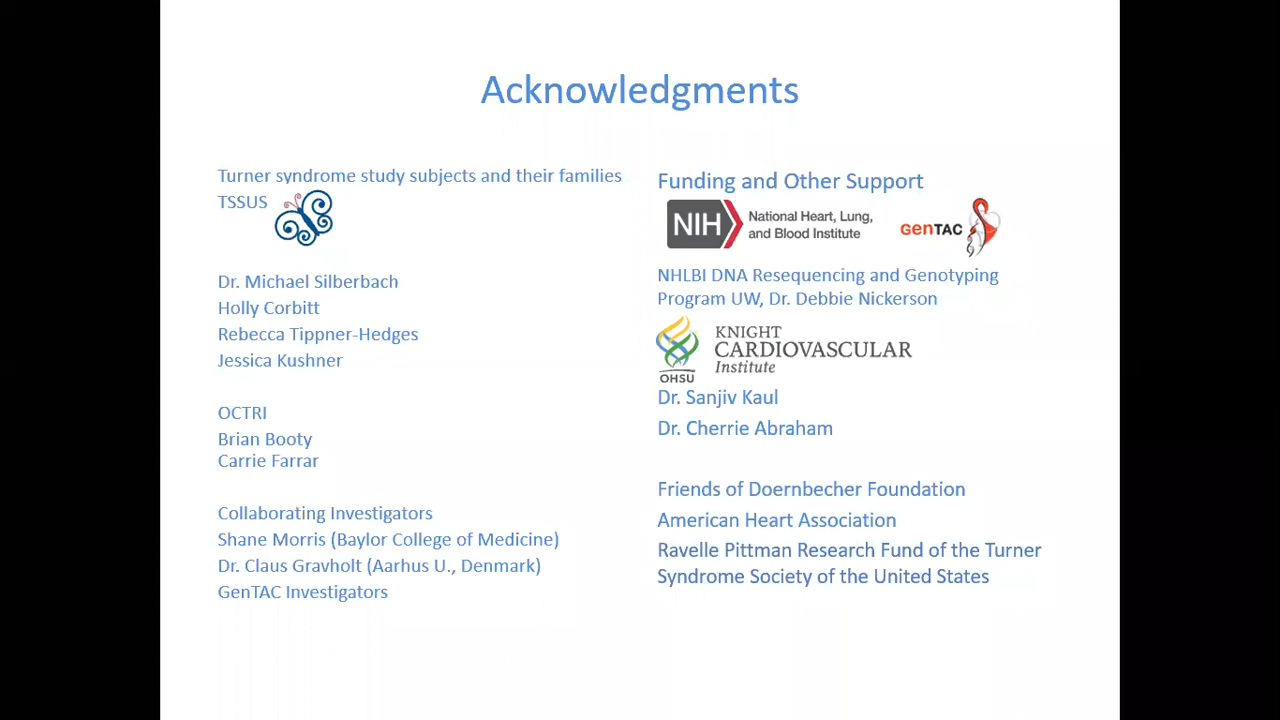 Acknowledgments
Turner syndrome study subjects and their families
TSSUS
Dr. Michael Silberbach
Holly Corbitt
Rebecca Tippner-Hedges
Jessica Kushner
OCTRI
Brian Booty
Carrie Farrar
Collaborating Investigators
Shane Morris (Baylor College of Medicine)
Dr. Claus Gravholt (Aarhus U., Denmark)
GenTAC Investigators
Funding and Other Support
NIH National Heart, Lung,
and Blood Institute
GenTAC
NHLBI DNA Resequencing and Genotyping
Program UW, Dr. Debbie Nickerson
OHSU
KNIGHT
CARDIOVASCULAR
Institute
Dr. Sanjiv Kaul
Dr. Cherrie Abraham
Friends of Doernbecher Foundation
American Heart Association
Ravelle Pittman Research Fund of the Turner
Syndrome Society of the United States